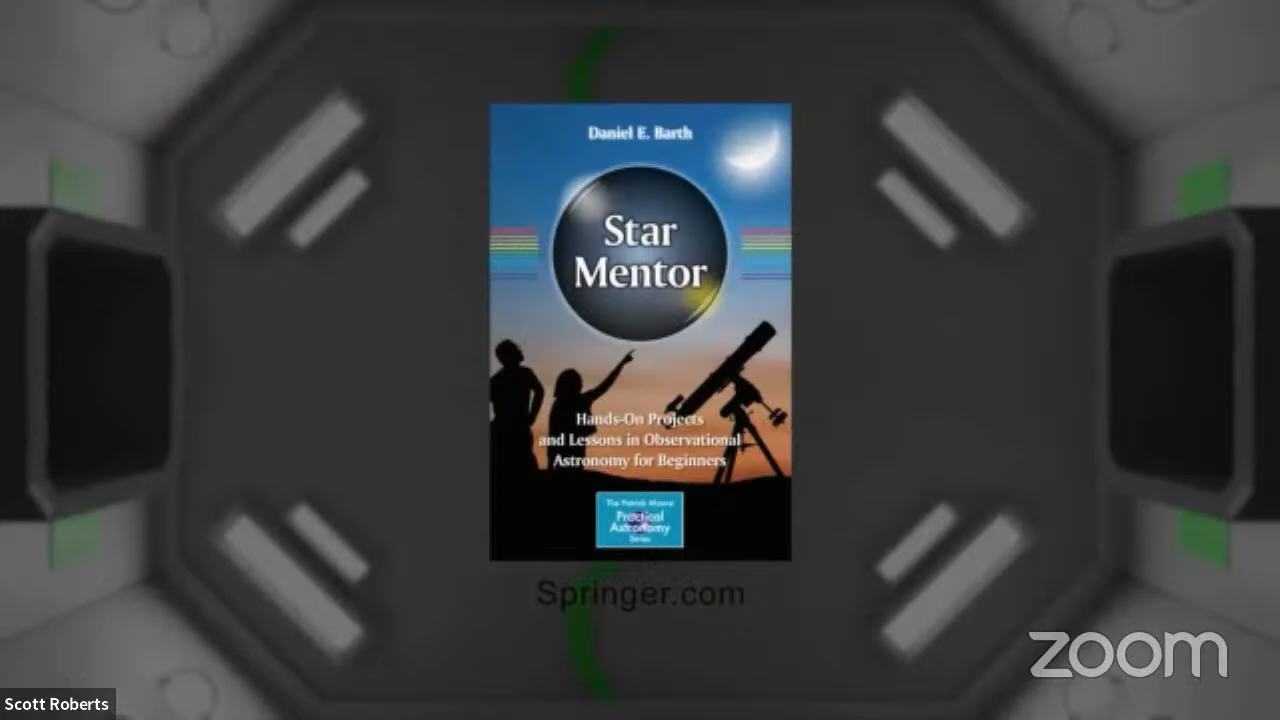 Daniel E. Barth
Star
Mentor
Hands-On Projects
and Lessons in Observational
Astronomy for Beginners
The Patrick Moore
Practical
Astronomy
Series
Springer.com
zoom
Scott Roberts